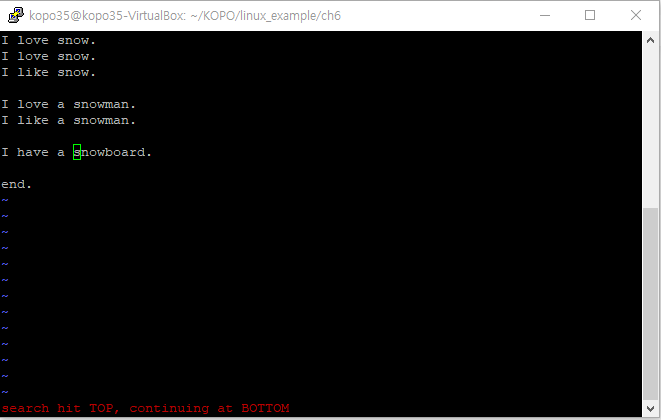 kopo35@kopo35-VirtualBox: ~/KOPO/linux_example/ch6
I love snow.
I love snow.
I like snow.
I love a snowman.
I like a snowman.
I have a snowboard.
end.
~
~
~
~
~
~
~
~
~
~
~
~
~
search hit TOP, continuing at BOTTOM